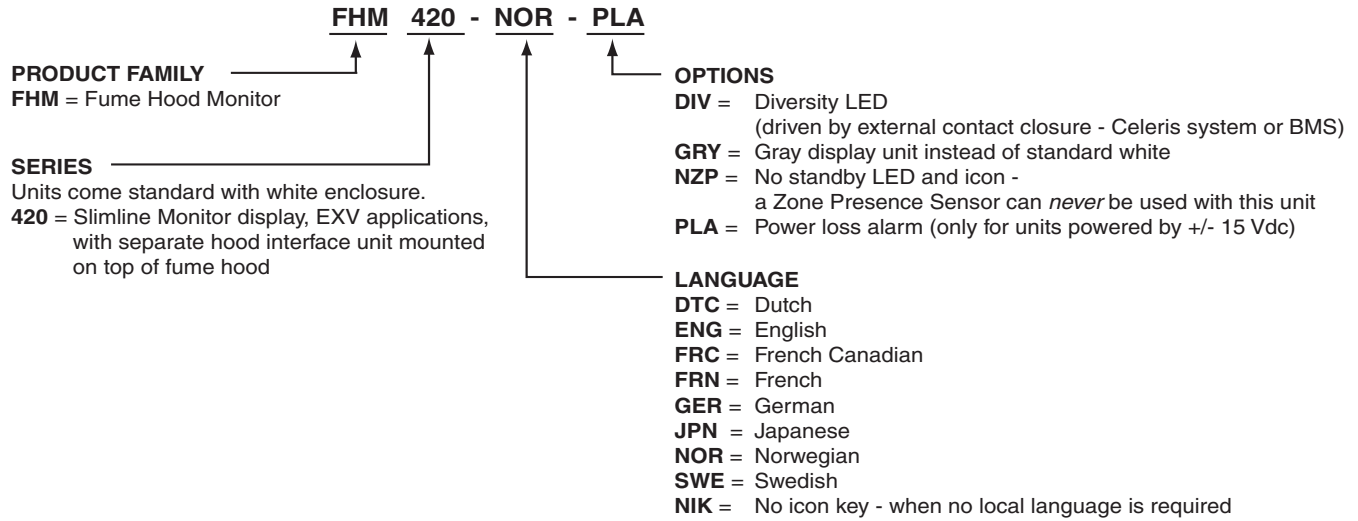 FHM 420 - NOR - PLA
PRODUCT FAMILY
FHM = Fume Hood Monitor
SERIES
Units come standard with white enclosure.
420 = Slimline Monitor display, EXV applications,
with separate hood interface unit mounted
on top of fume hood
OPTIONS
DIV = Diversity LED
(driven by external contact closure - Celeris system or BMS)
GRY = Gray display unit instead of standard white
NZP = No standby LED and icon -
a Zone Presence Sensor can never be used with this unit
PLA = Power loss alarm (only for units powered by +/- 15 Vdc)
LANGUAGE
DTC = Dutch
ENG = English
FRC = French Canadian
FRN = French
GER = German
JPN = Japanese
NOR = Norwegian
SWE = Swedish
NIK = No icon key - when no local language is required